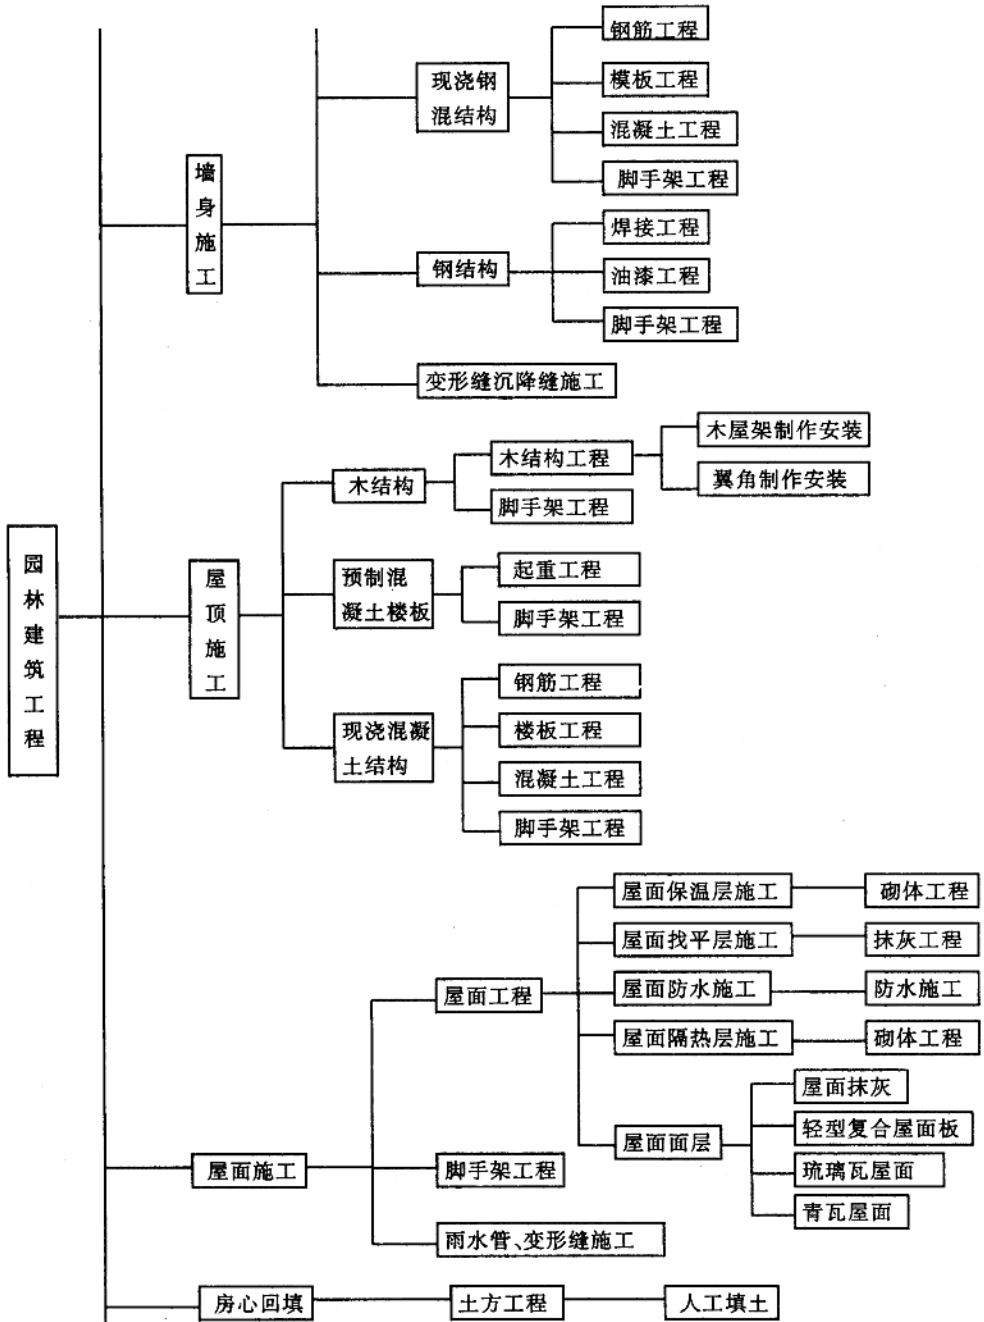 钢筋工程
现浇钢
混结构
模板工程
混凝土工程
脚手架工程
墙身施工
焊接工程
钢结构
油漆工程
脚手架工程
变形缝沉降缝施工
木屋架制作安装
木结构工程
木结构
翼角制作安装
脚手架工程
园林建筑工程
屋顶施工
预制混
凝土楼板
起重工程
脚手架工程
钢筋工程
现浇混凝
土结构
楼板工程
混凝土工程
脚手架工程
屋面保温层施工
砌体工程
屋面找平层施工
抹灰工程
屋面工程
屋面防水施工
防水施工
屋面隔热层施工
砌体工程
屋面抹灰
屋面面层
轻型复合屋面板
琉璃瓦屋面
青瓦屋面
屋面施工
脚手架工程
雨水管、变形缝施工
房心回填
土方工程
人工填土